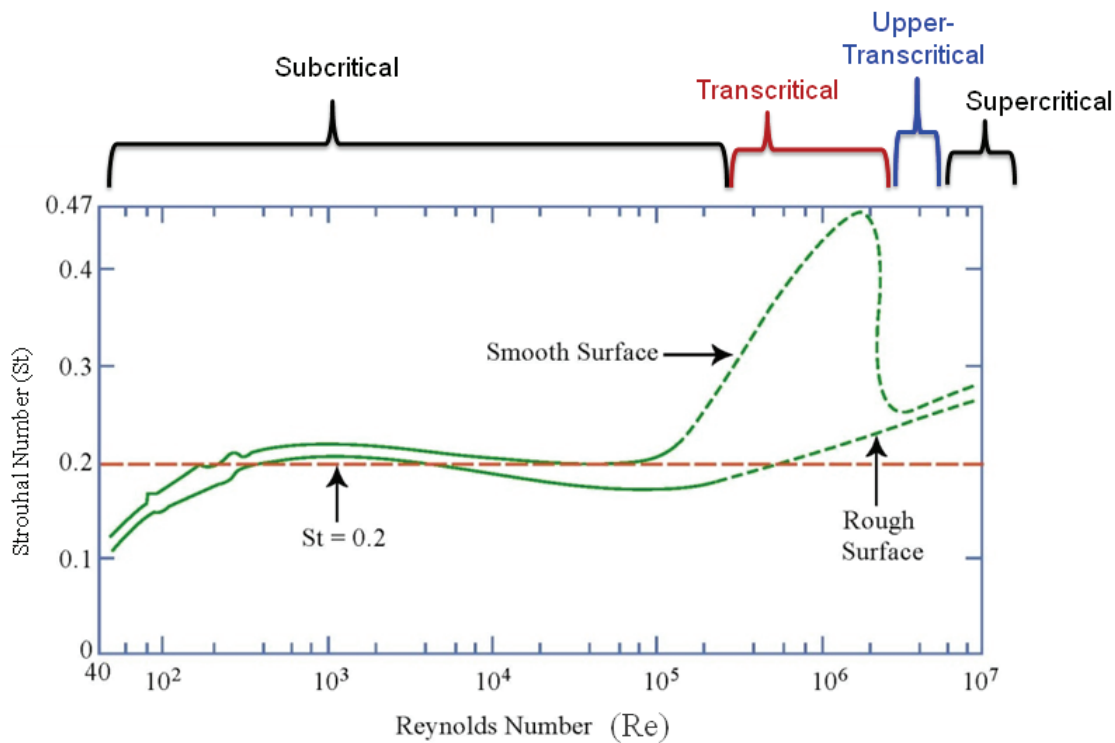 Upper-
Transcritical
Subcritical
Transcritical
Supercritical
0.47
0.4
0.3
0.2
0.1
0
Strouhal Number (St)
Smooth Surface
St = 0.2
Rough
Surface
40
10²
10³
10⁴
10⁵
10⁶
10⁷
Reynolds Number (Re)